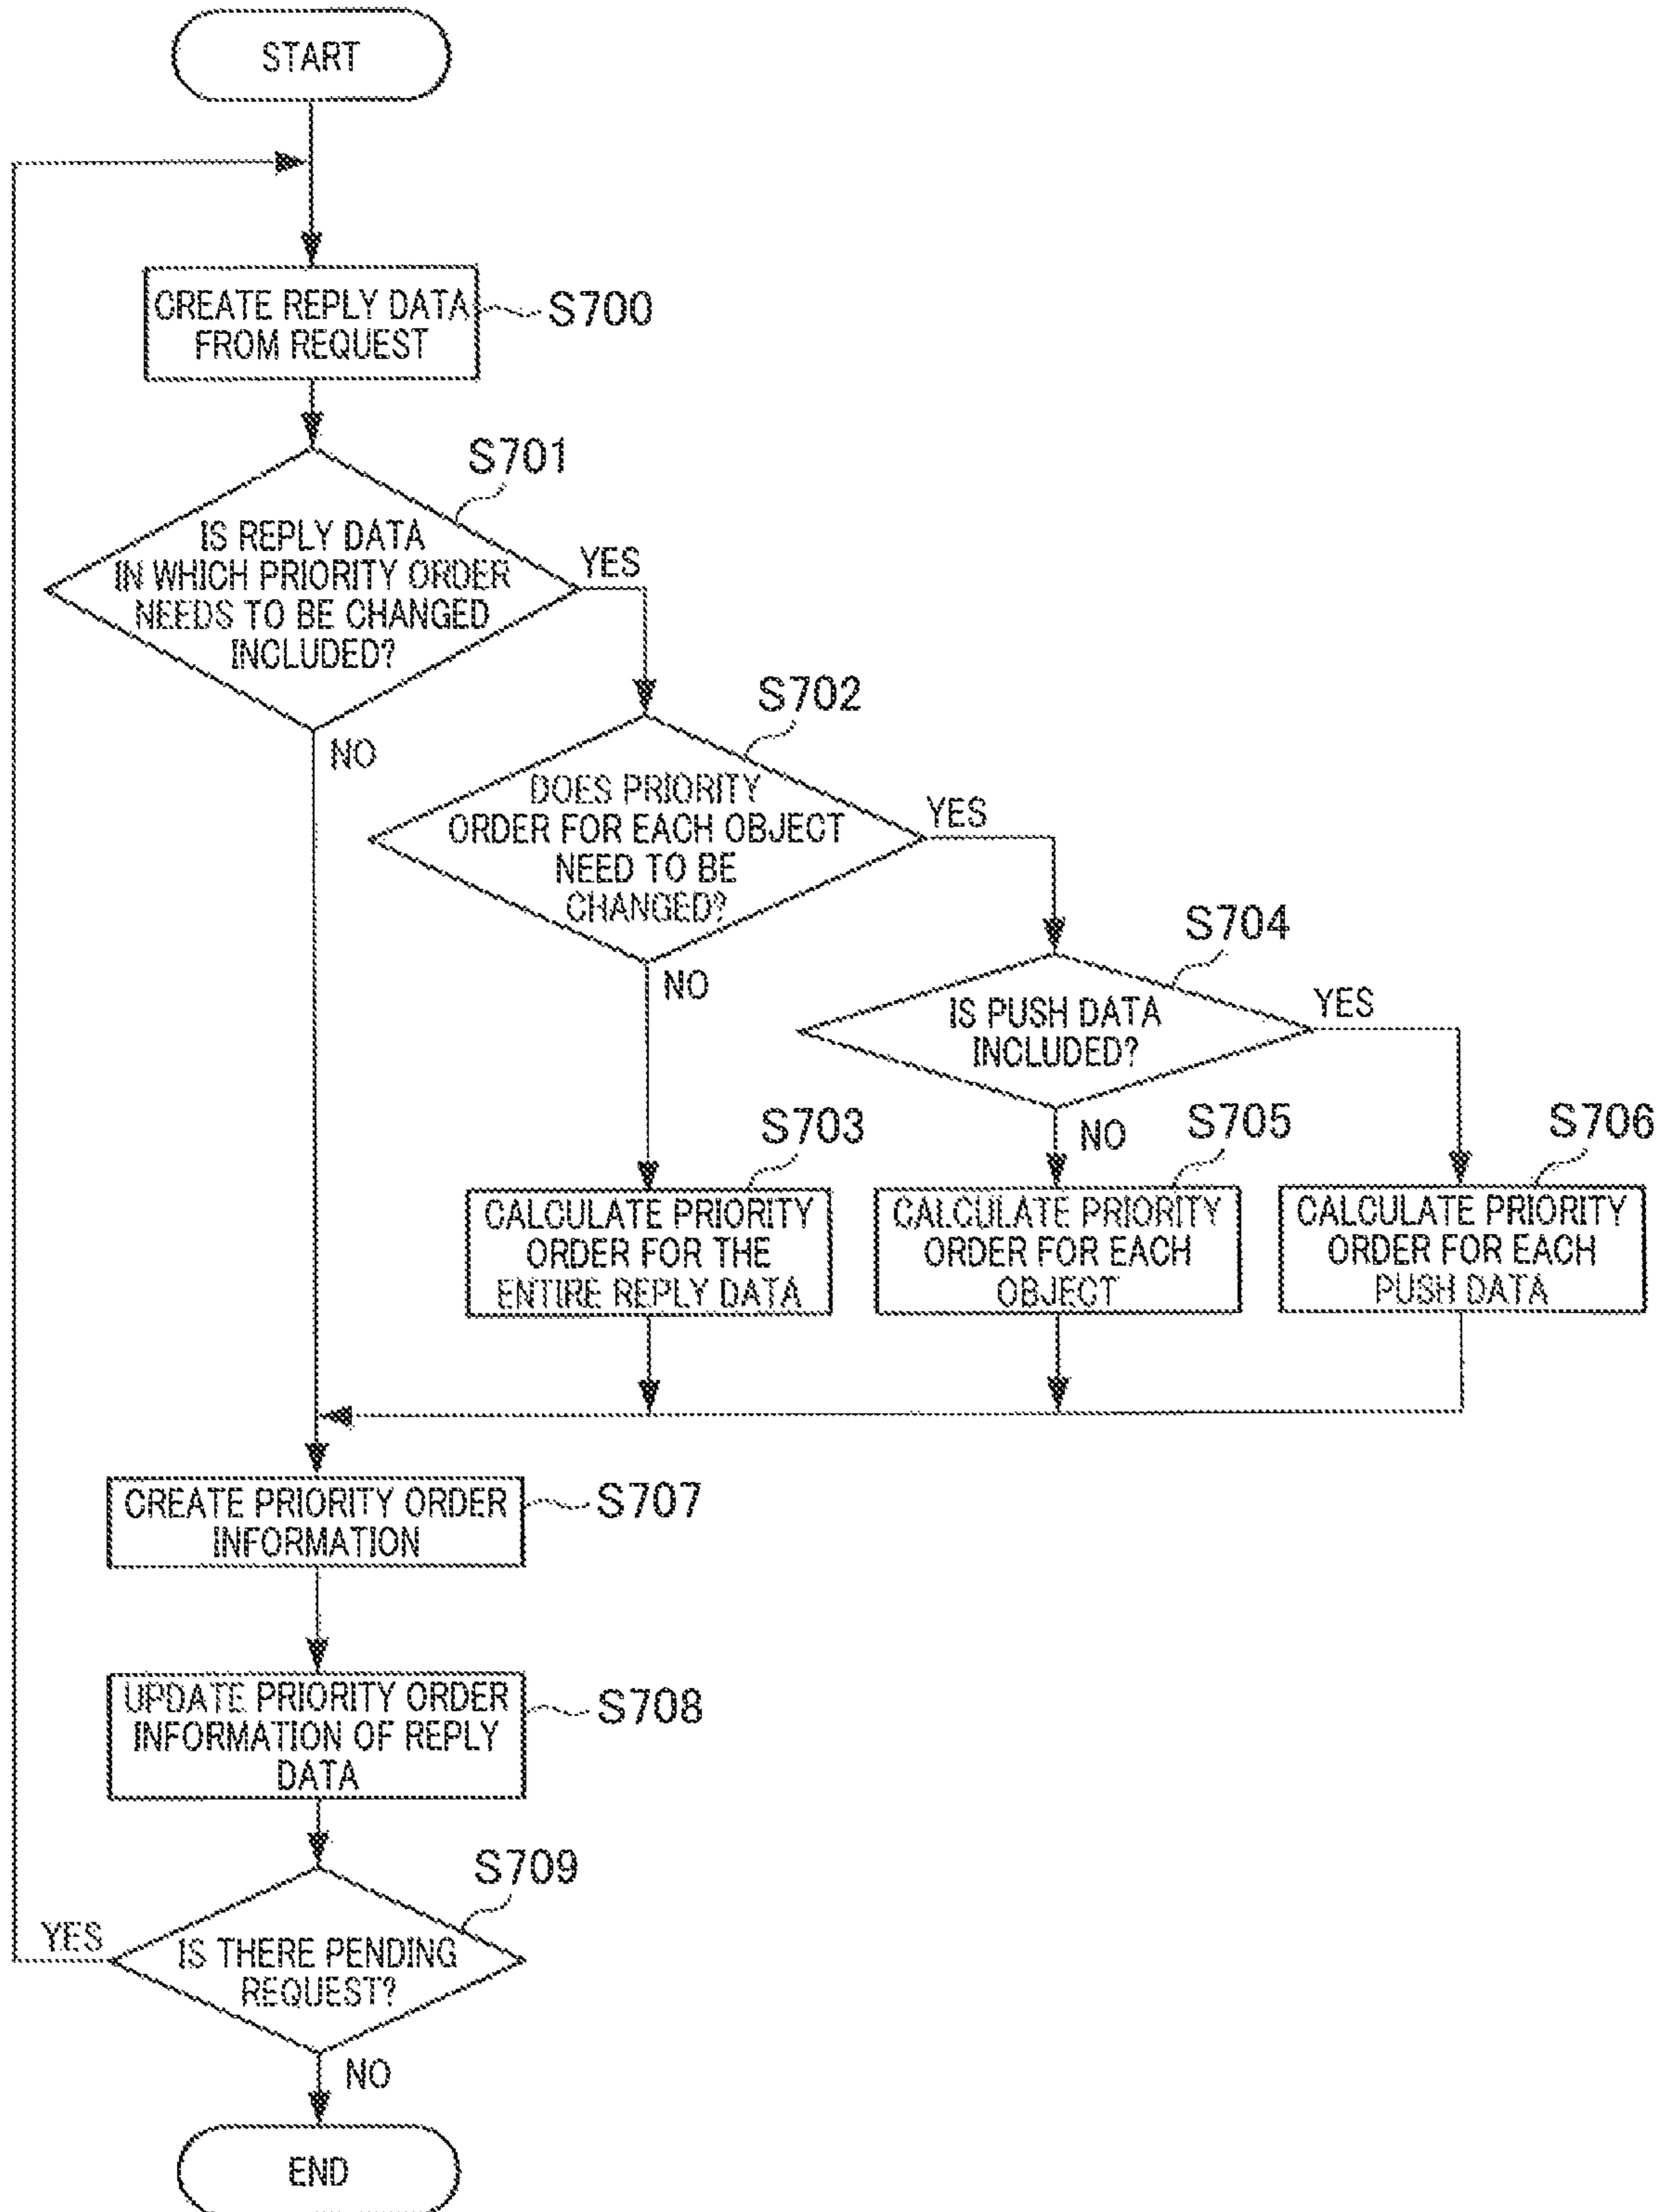 START
CREATE REPLY DATA
FROM REQUEST
S700
S701
IS REPLY DATA
IN WHICH PRIORITY ORDER
NEEDS TO BE CHANGED
INCLUDED?
YES
NO
S702
DOES PRIORITY
ORDER FOR EACH OBJECT
NEED TO BE
CHANGED?
YES
NO
S704
IS PUSH DATA
INCLUDED?
YES
NO
S703
CALCULATE PRIORITY
ORDER FOR THE
ENTIRE REPLY DATA
S705
CALCULATE PRIORITY
ORDER FOR EACH
OBJECT
S706
CALCULATE PRIORITY
ORDER FOR EACH
PUSH DATA
CREATE PRIORITY ORDER
INFORMATION
S707
UPDATE PRIORITY ORDER
INFORMATION OF REPLY
DATA
S708
S709
IS THERE PENDING
REQUEST?
YES
NO
END